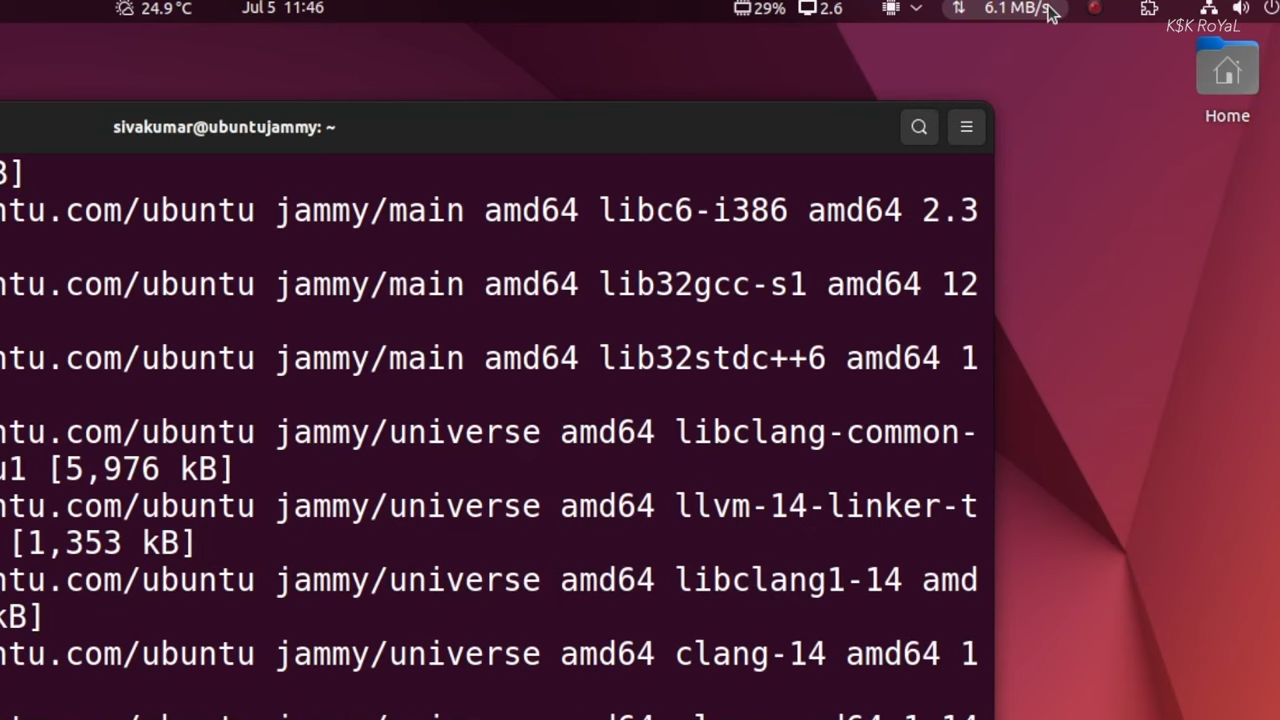 24.9 °C Jul 5 11:46 29% 2.6 6.1 MB/s
K$K RoYaL
Home
sivakumar@ubuntujammy: ~
B]
ntu.com/ubuntu jammy/main amd64 libc6-i386 amd64 2.3
ntu.com/ubuntu jammy/main amd64 lib32gcc-s1 amd64 12
ntu.com/ubuntu jammy/main amd64 lib32stdc++6 amd64 1
ntu.com/ubuntu jammy/universe amd64 libclang-common-
u1 [5,976 kB]
ntu.com/ubuntu jammy/universe amd64 llvm-14-linker-t
[1,353 kB]
ntu.com/ubuntu jammy/universe amd64 libclang1-14 amd
kB]
ntu.com/ubuntu jammy/universe amd64 clang-14 amd64 1